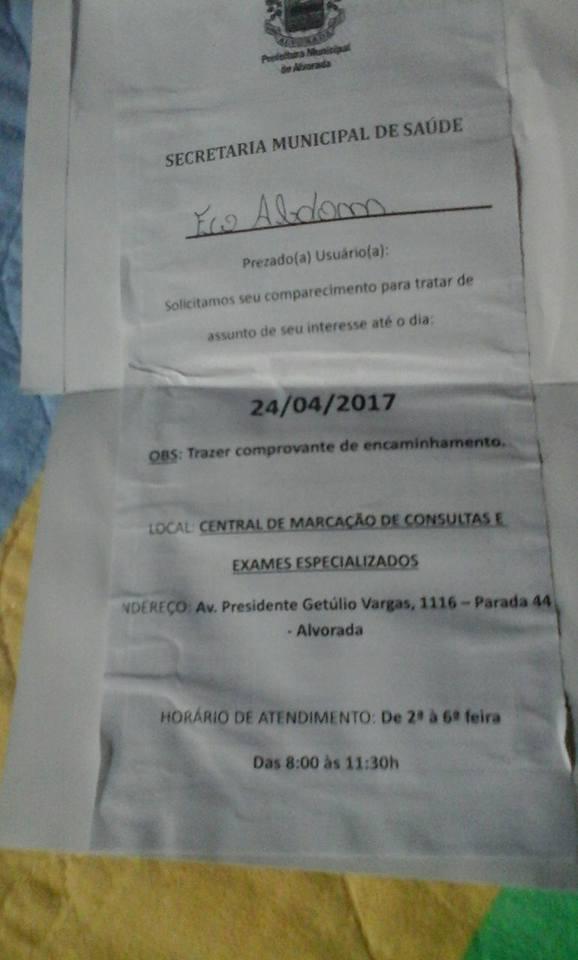 ALVORADA
Prefeitura Municipal
de Alvorada
SECRETARIA MUNICIPAL DE SAÚDE
Eco Abdom
Prezado(a) Usuário(a):
Solicitamos seu comparecimento para tratar de
assunto de seu interesse até o dia:
24/04/2017
OBS: Trazer comprovante de encaminhamento.
LOCAL: CENTRAL DE MARCAÇÃO DE CONSULTAS E
EXAMES ESPECIALIZADOS
NDEREÇO: Av. Presidente Getúlio Vargas, 1116 – Parada 44
- Alvorada
HORÁRIO DE ATENDIMENTO: De 2ª à 6ª feira
Das 8:00 às 11:30h